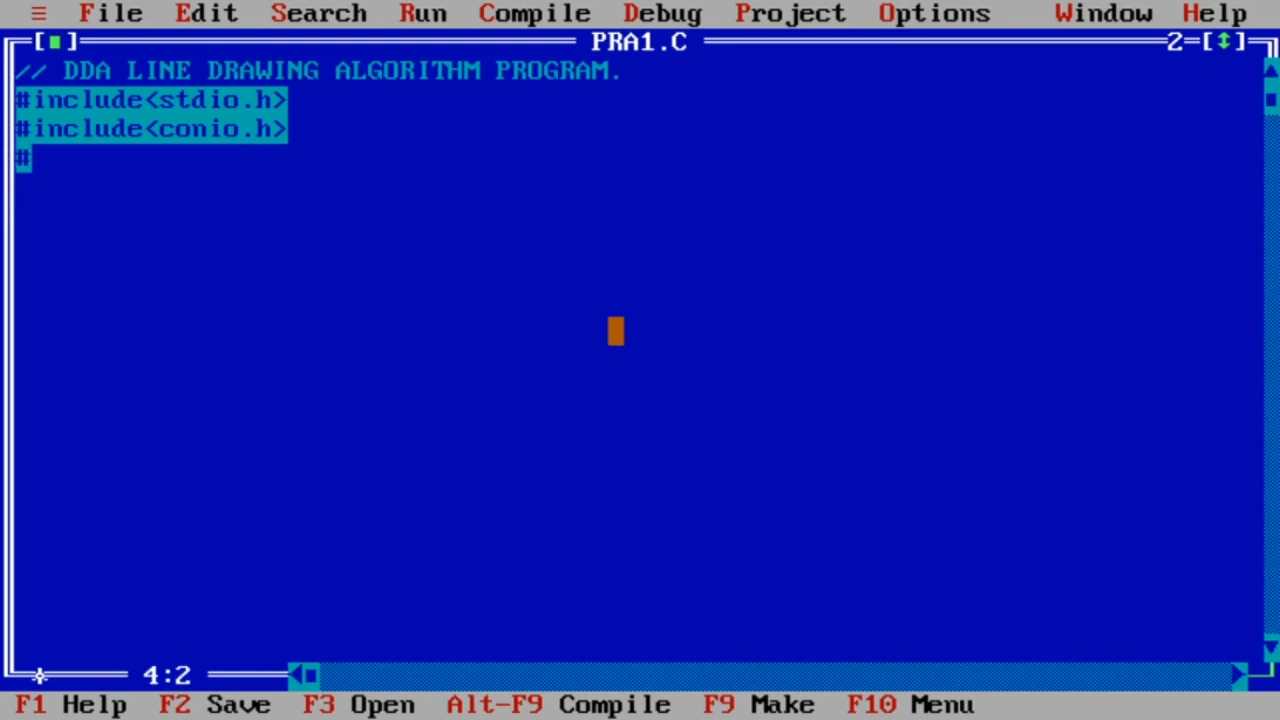 ≡ File Edit Search Run Compile Debug Project Options Window Help
[■] PRA1.C 2=[↕]
// DDA LINE DRAWING ALGORITHM PROGRAM.
#include<stdio.h>
#include<conio.h>
#
4:2
F1 Help F2 Save F3 Open Alt-F9 Compile F9 Make F10 Menu